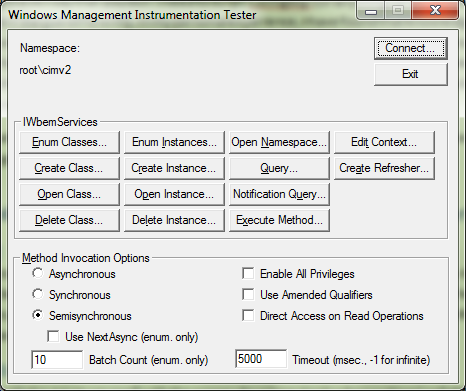 Windows Management Instrumentation Tester
Namespace:
Connect...
root\cimv2
Exit
IWbemServices
Enum Classes... Enum Instances... Open Namespace... Edit Context...
Create Class... Create Instance... Query... Create Refresher...
Open Class... Open Instance... Notification Query...
Delete Class... Delete Instance... Execute Method...
Method Invocation Options
Asynchronous Enable All Privileges
Synchronous Use Amended Qualifiers
Semisynchronous Direct Access on Read Operations
Use NextAsync (enum. only)
10 Batch Count (enum. only) 5000 Timeout (msec., -1 for infinite)